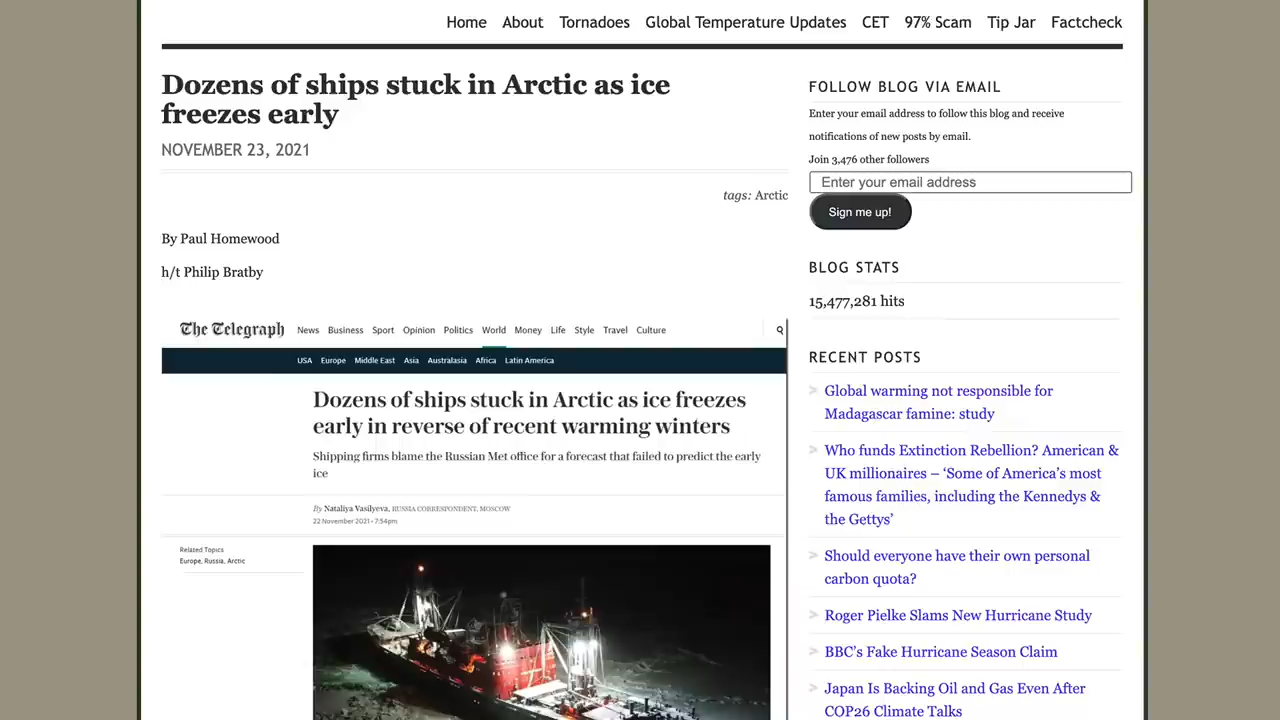 Home About Tornadoes Global Temperature Updates CET 97% Scam Tip Jar Factcheck
Dozens of ships stuck in Arctic as ice
freezes early
NOVEMBER 23, 2021
tags: Arctic
By Paul Homewood
h/t Philip Bratby
The Telegraph News Business Sport Opinion Politics World Money Life Style Travel Culture
USA Europe Middle East Asia Australasia Africa Latin America
Dozens of ships stuck in Arctic as ice freezes
early in reverse of recent warming winters
Shipping firms blame the Russian Met office for a forecast that failed to predict the early
ice
By Nataliya Vasilyeva, RUSSIA CORRESPONDENT, MOSCOW
22 November 2021 • 7:54pm
Related Topics
Europe, Russia, Arctic
FOLLOW BLOG VIA EMAIL
Enter your email address to follow this blog and receive
notifications of new posts by email.
Join 3,476 other followers
Enter your email address
Sign me up!
BLOG STATS
15,477,281 hits
RECENT POSTS
Global warming not responsible for
Madagascar famine: study
Who funds Extinction Rebellion? American &
UK millionaires – ‘Some of America’s most
famous families, including the Kennedys &
the Gettys’
Should everyone have their own personal
carbon quota?
Roger Pielke Slams New Hurricane Study
BBC’s Fake Hurricane Season Claim
Japan Is Backing Oil and Gas Even After
COP26 Climate Talks